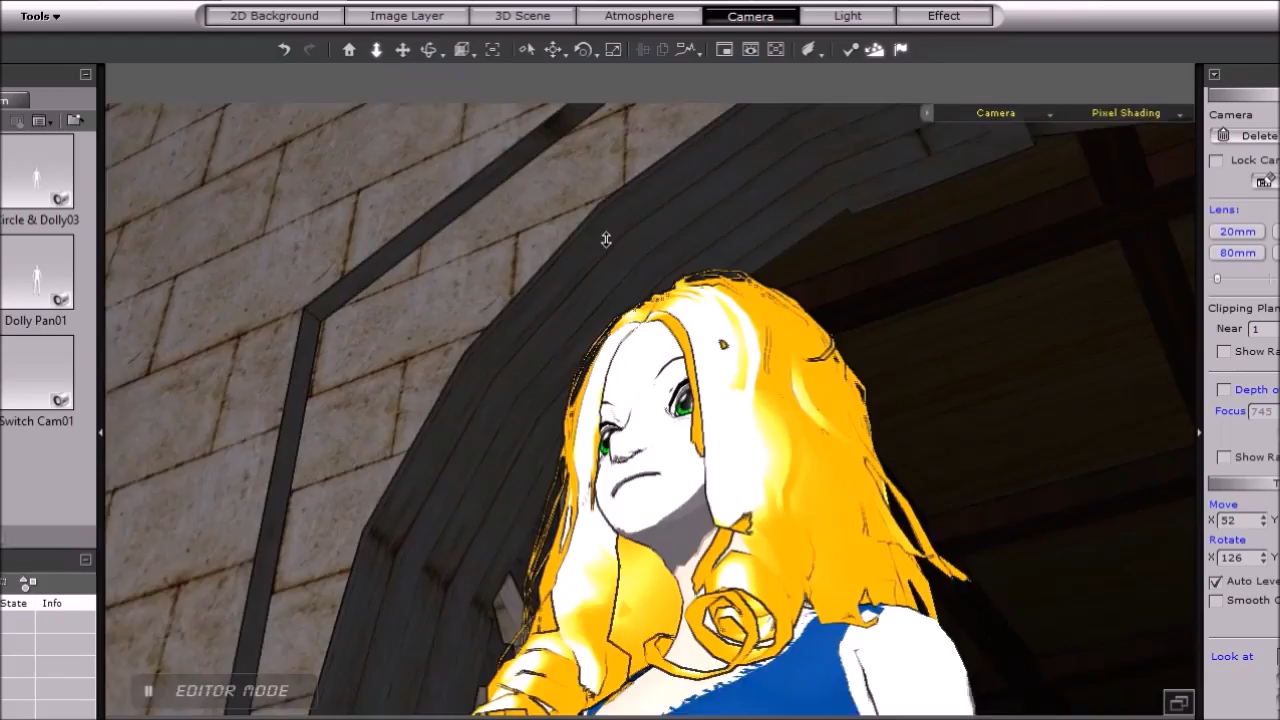 Tools
2D Background Image Layer 3D Scene Atmosphere Camera Light Effect
Camera Pixel Shading
Circle & Dolly03
Dolly Pan01
Switch Cam01
State Info
EDITOR MODE
Camera
Delete
Lock Ca
Lens:
20mm
80mm
Clipping Plan
Near 1
Show Ra
Depth o
Focus 745
Show Ra
Move
X 52 Y
Rotate
X 126 Y
Auto Leve
Smooth C
Look at